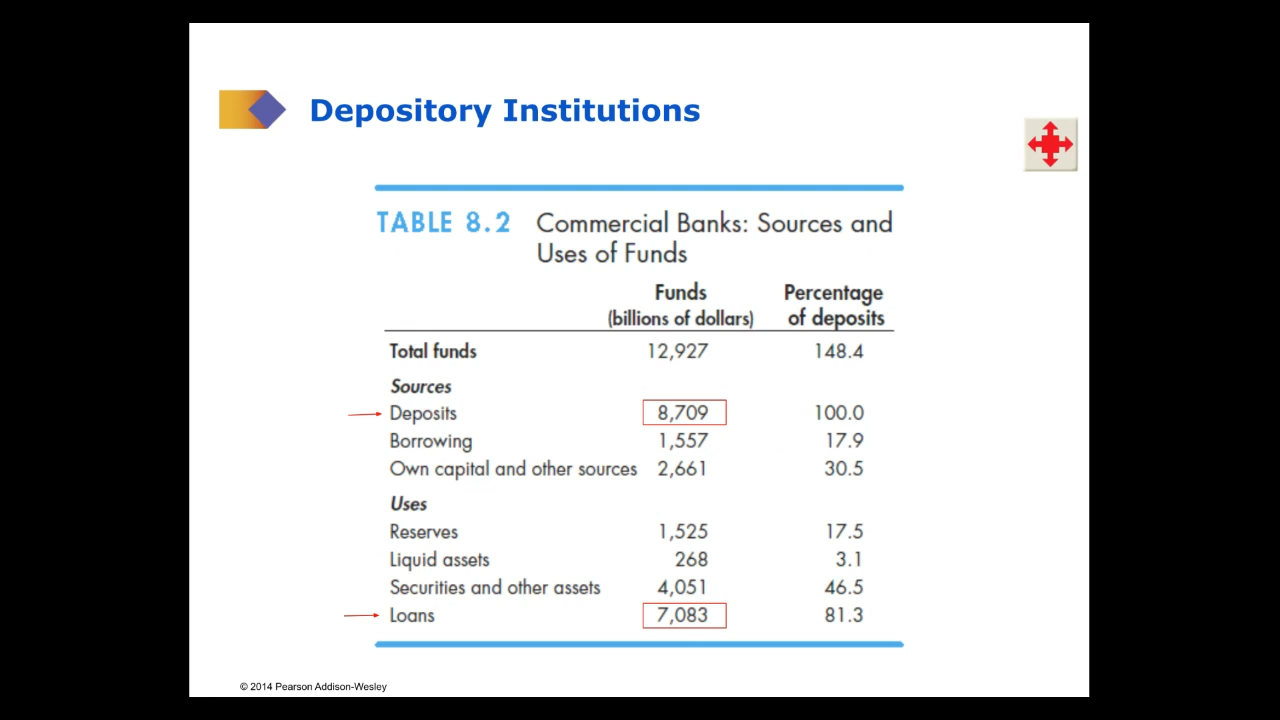 Depository Institutions
TABLE 8.2 Commercial Banks: Sources and
Uses of Funds
Funds Percentage
(billions of dollars) of deposits
Total funds 12,927 148.4
Sources
Deposits 8,709 100.0
Borrowing 1,557 17.9
Own capital and other sources 2,661 30.5
Uses
Reserves 1,525 17.5
Liquid assets 268 3.1
Securities and other assets 4,051 46.5
Loans 7,083 81.3
© 2014 Pearson Addison-Wesley